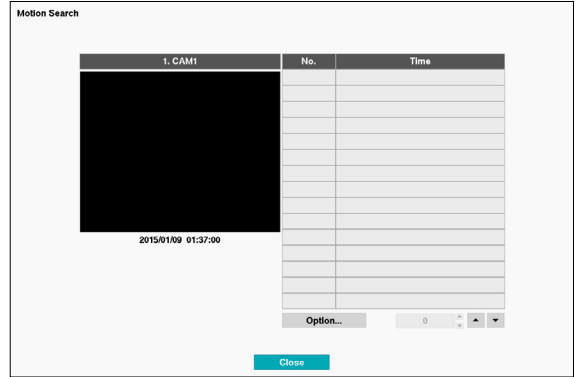 Motion Search
1. CAM1
No. Time
2015/01/09 01:37:00
Option... 0
Close